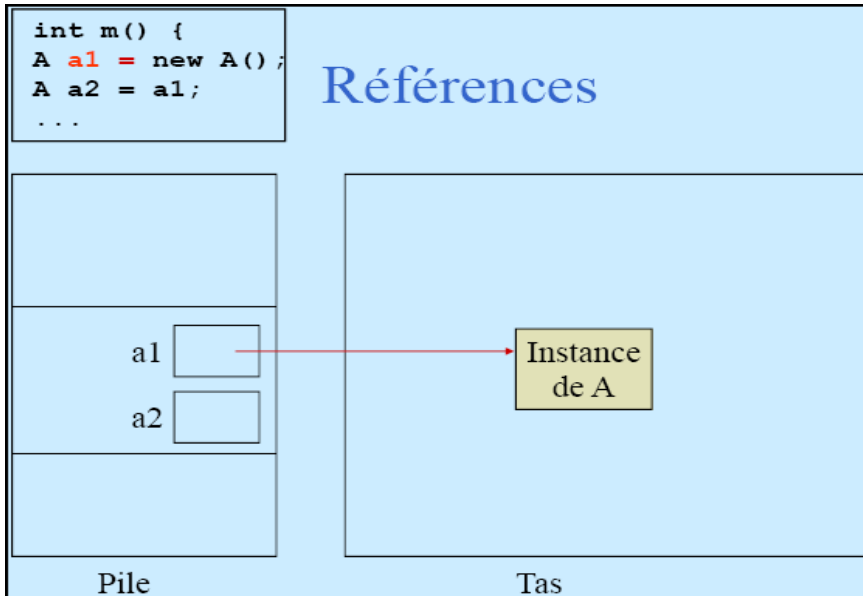 int m() {
A a1 = new A();
A a2 = a1;
...
Références
a1
a2
Instance
de A
Pile
Tas